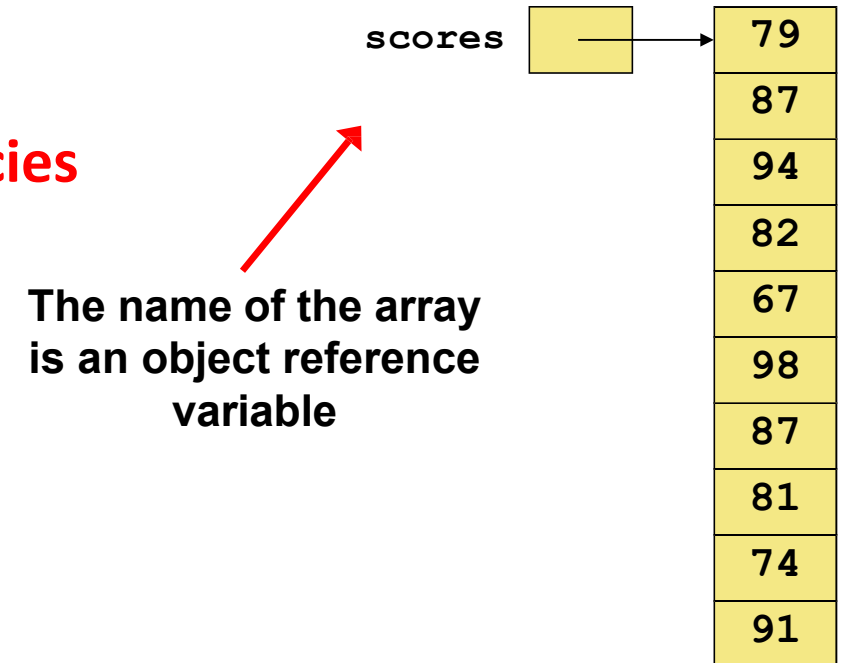 scores
79
87
cies
94
82
The name of the array
is an object reference
variable
67
98
87
81
74
91